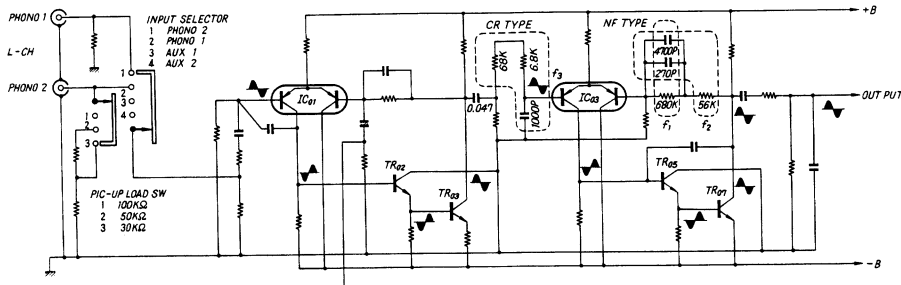 PHONO 1
L-CH
PHONO 2
INPUT SELECTOR
1 PHONO 2
2 PHONO 1
3 AUX 1
4 AUX 2
1
2
3
4
1
2
3
PIC-UP LOAD SW
1 100KΩ
2 50KΩ
3 30KΩ
IC01
TR02
TR03
0.047
CR TYPE
68K
6.8K
1000P
f3
IC03
NF TYPE
4700P
1270P
680K
56K
f1
f2
TR05
TR07
+B
OUT PUT
-B